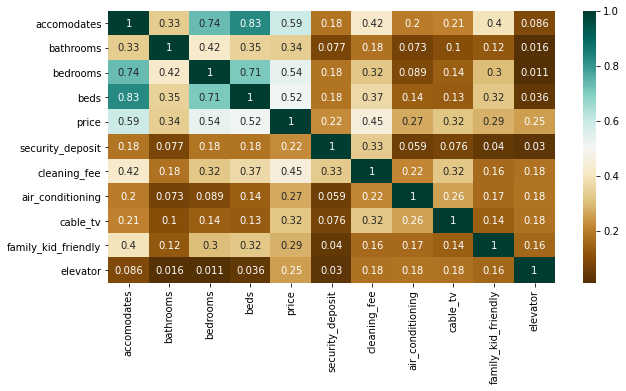 accomodates 1 0.33 0.74 0.83 0.59 0.18 0.42 0.2 0.21 0.4 0.086
bathrooms 0.33 1 0.42 0.35 0.34 0.077 0.18 0.073 0.1 0.12 0.016
bedrooms 0.74 0.42 1 0.71 0.54 0.18 0.32 0.089 0.14 0.3 0.011
beds 0.83 0.35 0.71 1 0.52 0.18 0.37 0.14 0.13 0.32 0.036
price 0.59 0.34 0.54 0.52 1 0.22 0.45 0.27 0.32 0.29 0.25
security_deposit 0.18 0.077 0.18 0.18 0.22 1 0.33 0.059 0.076 0.04 0.03
cleaning_fee 0.42 0.18 0.32 0.37 0.45 0.33 1 0.22 0.32 0.16 0.18
air_conditioning 0.2 0.073 0.089 0.14 0.27 0.059 0.22 1 0.26 0.17 0.18
cable_tv 0.21 0.1 0.14 0.13 0.32 0.076 0.32 0.26 1 0.14 0.18
family_kid_friendly 0.4 0.12 0.3 0.32 0.29 0.04 0.16 0.17 0.14 1 0.16
elevator 0.086 0.016 0.011 0.036 0.25 0.03 0.18 0.18 0.18 0.16 1
accomodates
bathrooms
bedrooms
beds
price
security_deposit
cleaning_fee
air_conditioning
cable_tv
family_kid_friendly
elevator
1.0
0.8
0.6
0.4
0.2